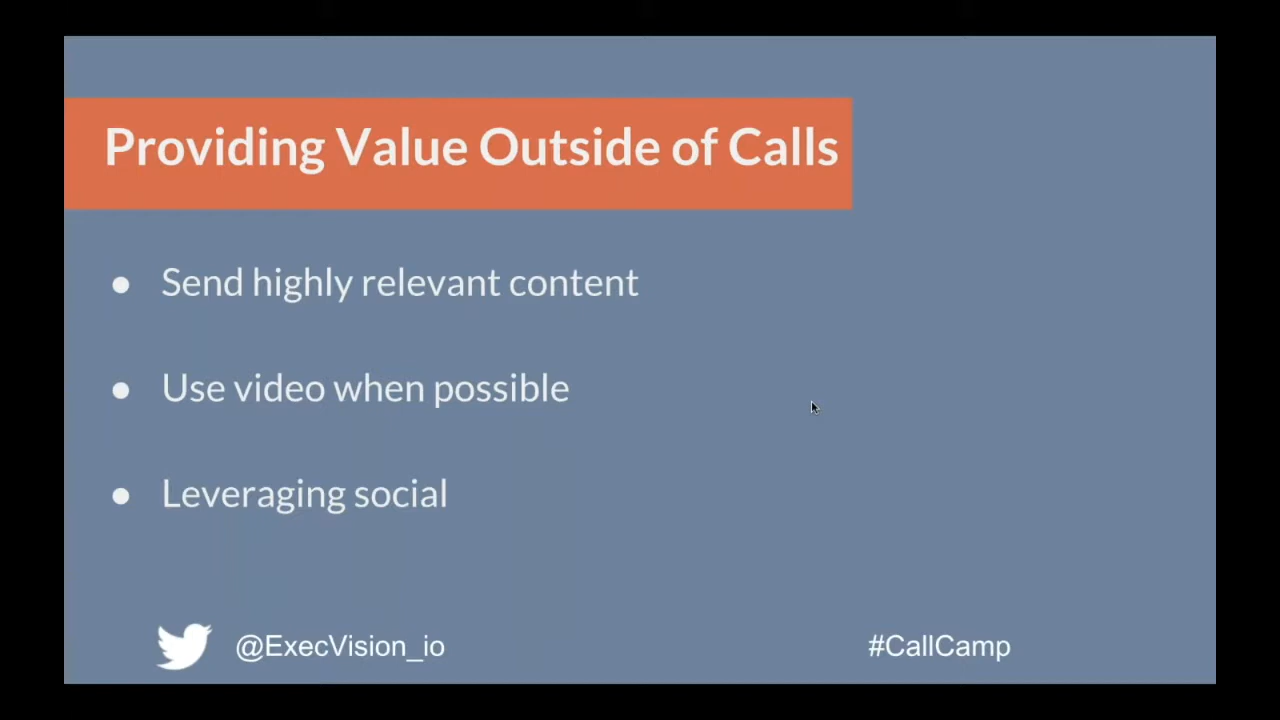 Providing Value Outside of Calls
● Send highly relevant content
● Use video when possible
● Leveraging social
@ExecVision_io
#CallCamp